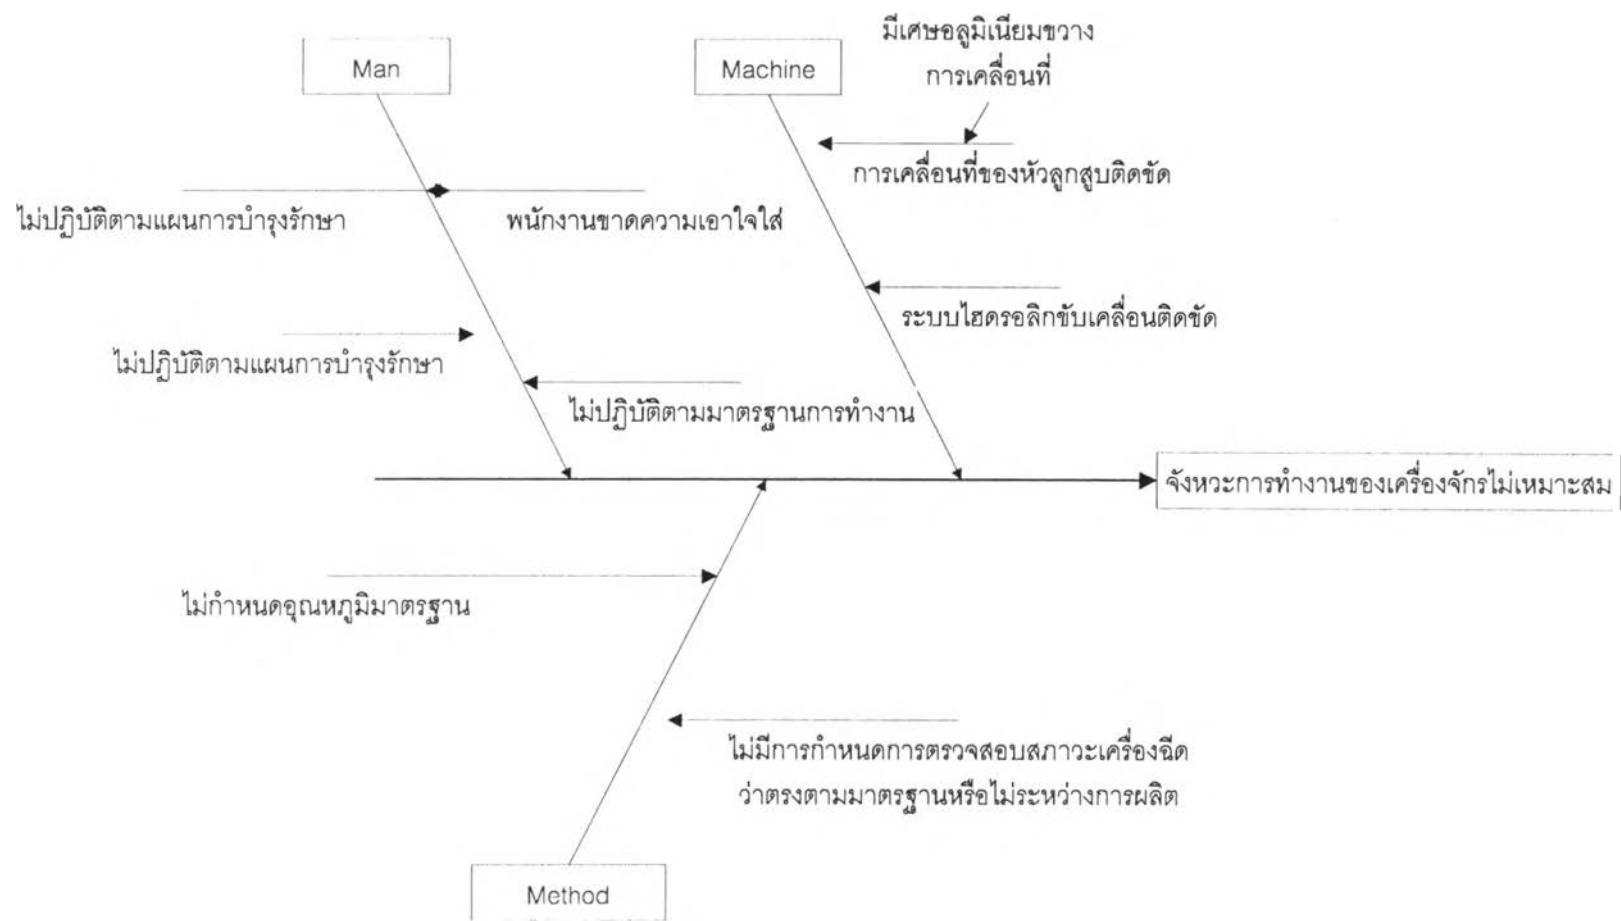 มีเศษอลูมิเนียมขวาง
การเคลื่อนที่
Man
Machine
การเคลื่อนที่ของหัวลูกสูบติดขัด
ไม่ปฏิบัติตามแผนการบำรุงรักษา
พนักงานขาดความเอาใจใส่
ระบบไฮดรอลิกขับเคลื่อนติดขัด
ไม่ปฏิบัติตามแผนการบำรุงรักษา
ไม่ปฏิบัติตามมาตรฐานการทำงาน
จังหวะการทำงานของเครื่องจักรไม่เหมาะสม
ไม่กำหนดอุณหภูมิมาตรฐาน
ไม่มีการกำหนดการตรวจสอบสภาวะเครื่องฉีด
ว่าตรงตามมาตรฐานหรือไม่ระหว่างการผลิต
Method